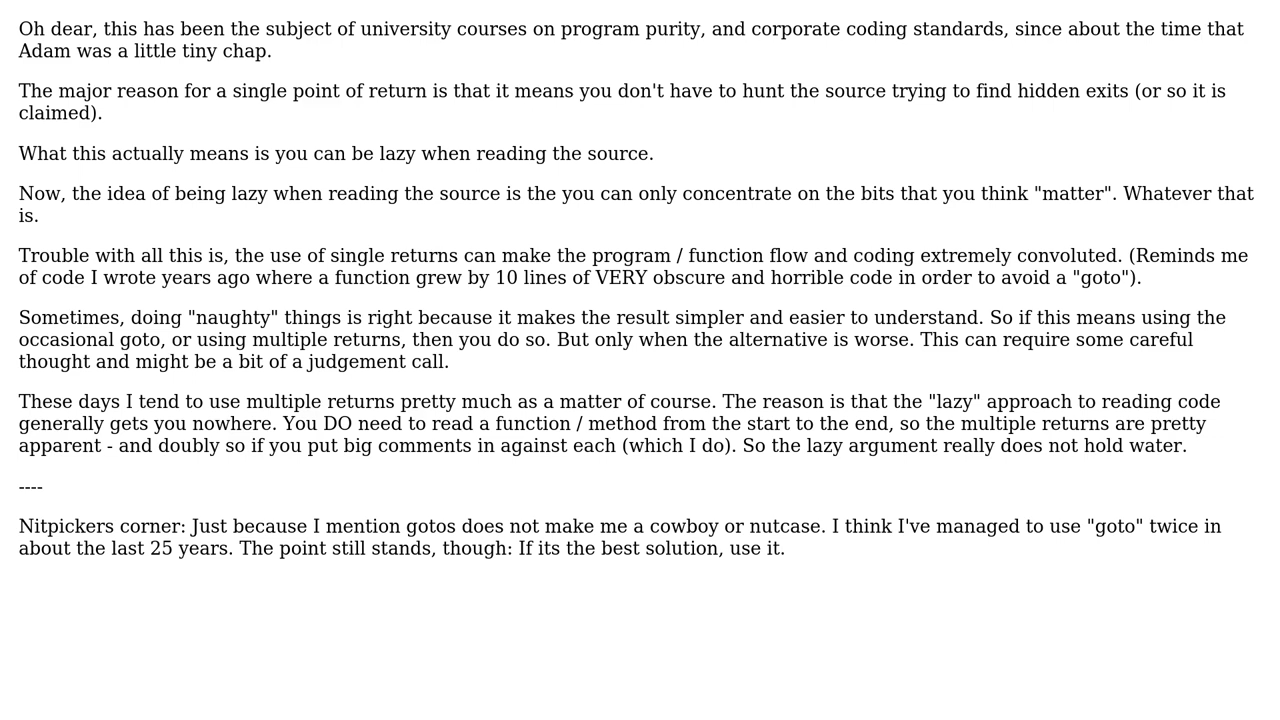 Oh dear, this has been the subject of university courses on program purity, and corporate coding standards, since about the time that
Adam was a little tiny chap.
The major reason for a single point of return is that it means you don't have to hunt the source trying to find hidden exits (or so it is
claimed).
What this actually means is you can be lazy when reading the source.
Now, the idea of being lazy when reading the source is the you can only concentrate on the bits that you think "matter". Whatever that
is.
Trouble with all this is, the use of single returns can make the program / function flow and coding extremely convoluted. (Reminds me
of code I wrote years ago where a function grew by 10 lines of VERY obscure and horrible code in order to avoid a "goto").
Sometimes, doing "naughty" things is right because it makes the result simpler and easier to understand. So if this means using the
occasional goto, or using multiple returns, then you do so. But only when the alternative is worse. This can require some careful
thought and might be a bit of a judgement call.
These days I tend to use multiple returns pretty much as a matter of course. The reason is that the "lazy" approach to reading code
generally gets you nowhere. You DO need to read a function / method from the start to the end, so the multiple returns are pretty
apparent - and doubly so if you put big comments in against each (which I do). So the lazy argument really does not hold water.
----
Nitpickers corner: Just because I mention gotos does not make me a cowboy or nutcase. I think I've managed to use "goto" twice in
about the last 25 years. The point still stands, though: If its the best solution, use it.